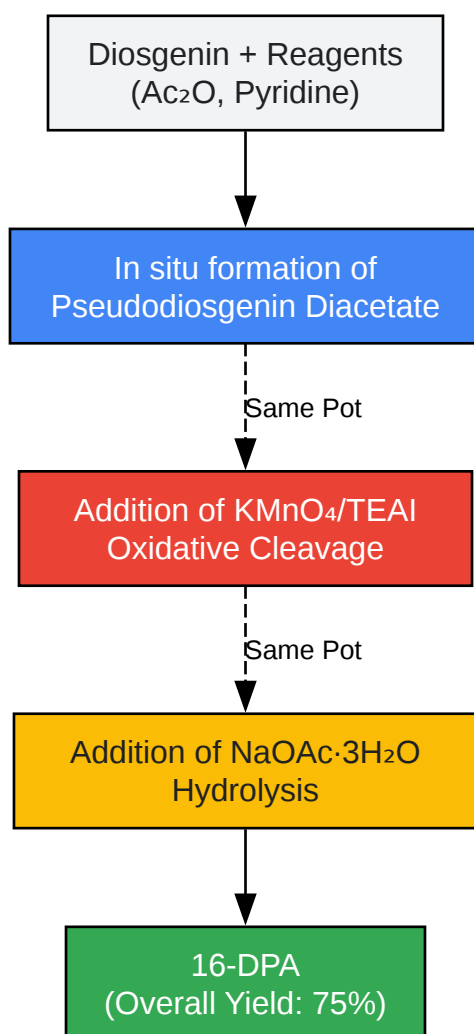 Diosgenin + Reagents
(Ac₂O, Pyridine)
In situ formation of
Pseudodiosgenin Diacetate
Same Pot
Addition of KMnO₄/TEAI
Oxidative Cleavage
Same Pot
Addition of NaOAc·3H₂O
Hydrolysis
16-DPA
(Overall Yield: 75%)